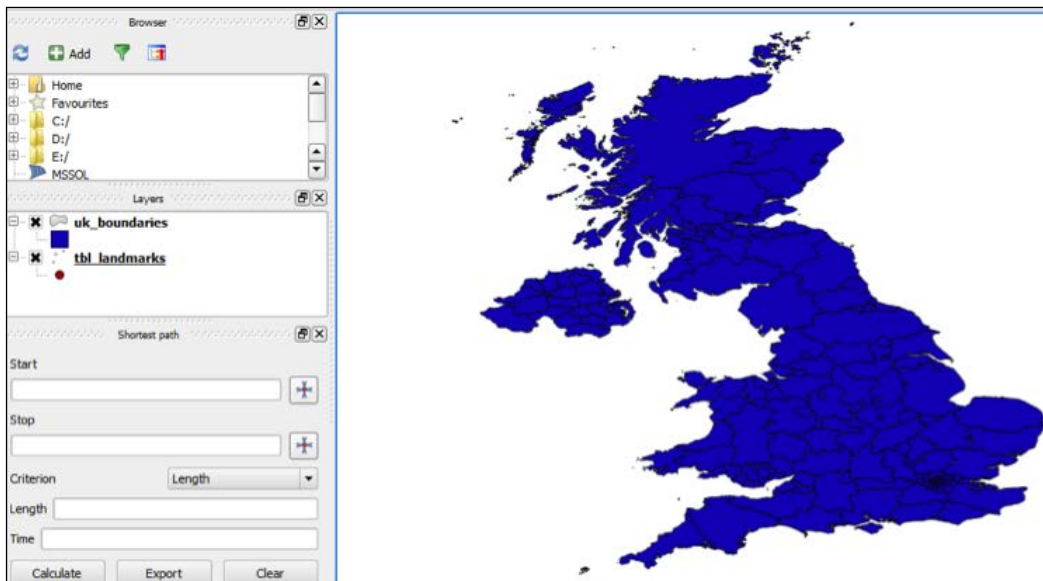 Browser
Add
Home
Favourites
C:/
D:/
E:/
MSSQL
Layers
uk_boundaries
tbl_landmarks
Shortest path
Start
Stop
Criterion Length
Length
Time
Calculate Export Clear